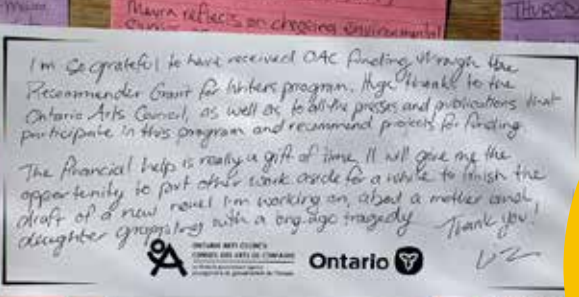 Mayra reflects on choosing environmental
THURSD
I'm so grateful to have received OAC funding through the
Recommender Grant for Writers program. Huge thanks to the
Ontario Arts Council, as well as to all the presses and publications that
participate in this program and recommend projects for funding.
The financial help is really a gift of time. It will give me the
opportunity to put other work aside for a while to finish the
draft of a new novel I'm working on, about a mother and
daughter grappling with a long-ago tragedy. Thank you!
ONTARIO ARTS COUNCIL
CONSEIL DES ARTS DE L'ONTARIO
Ontario